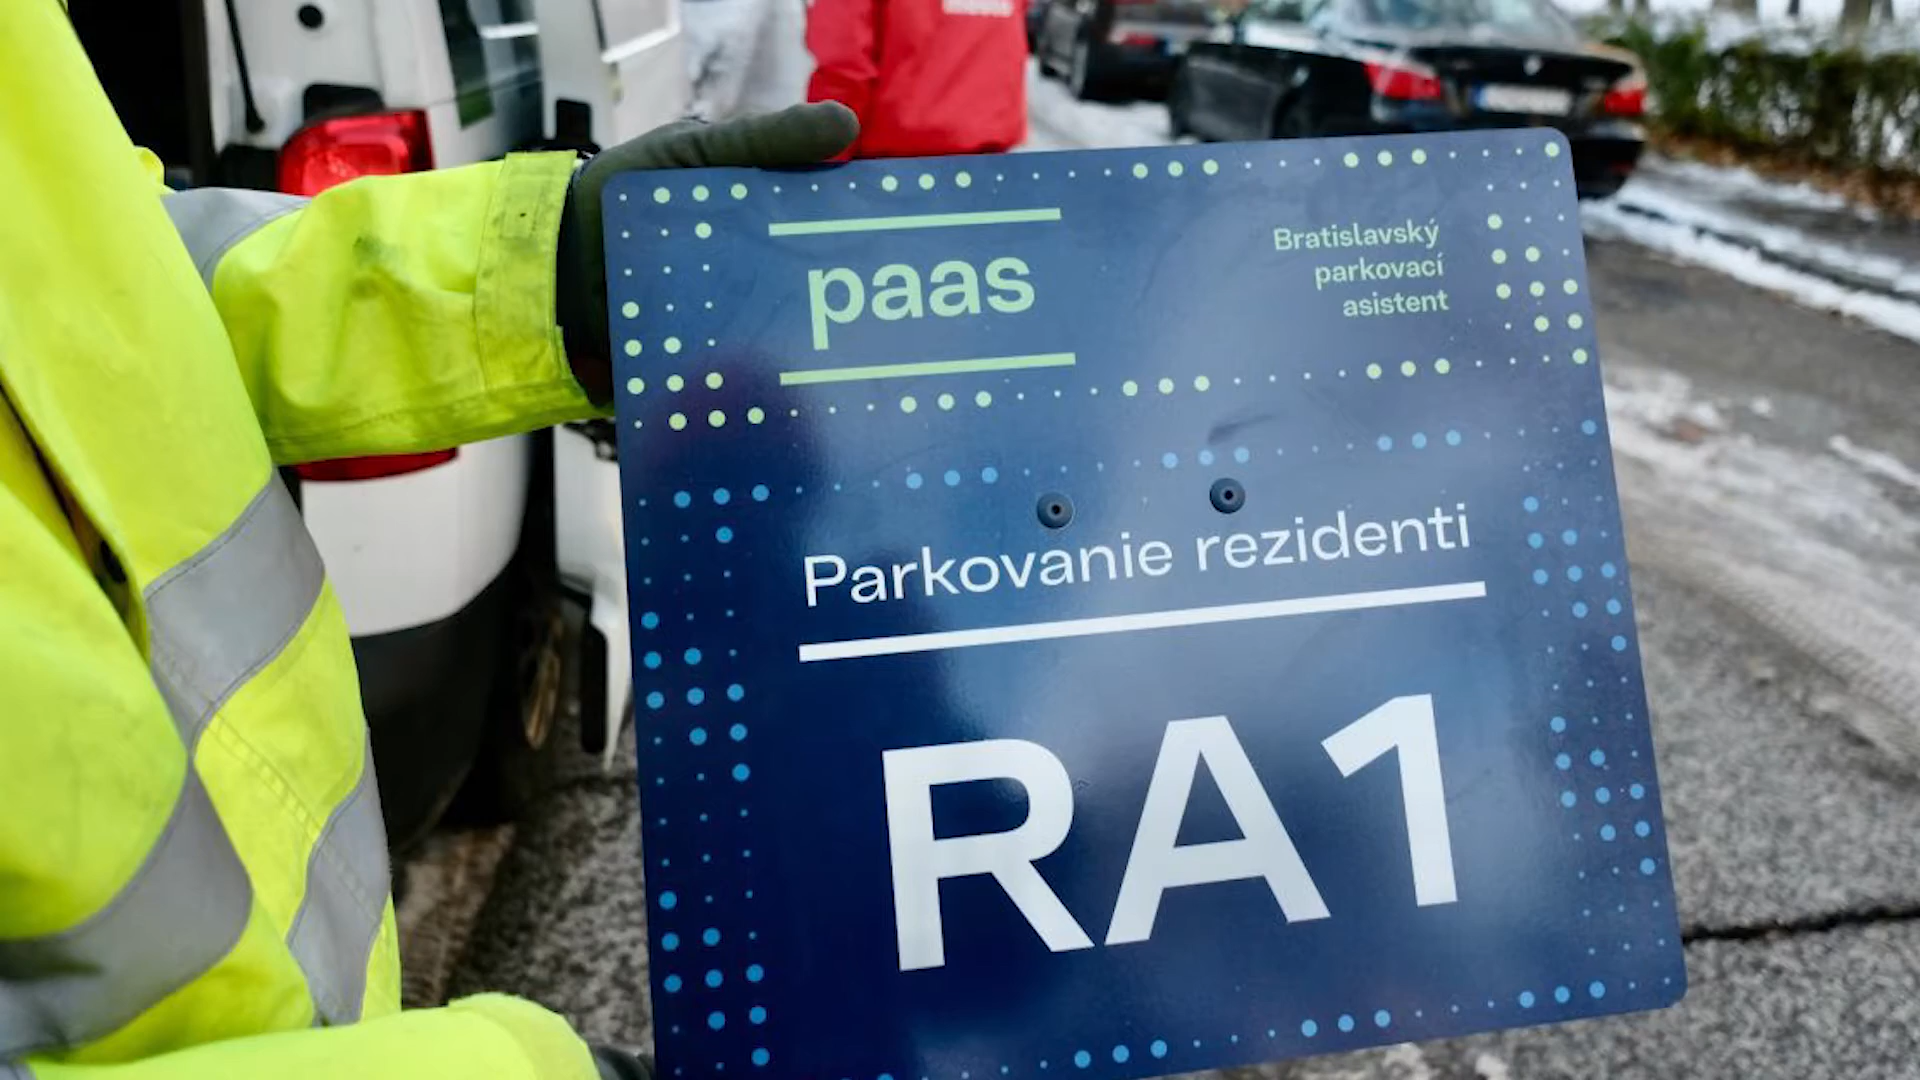 paas
Bratislavský
parkovací
asistent
Parkovanie rezidenti
RA1